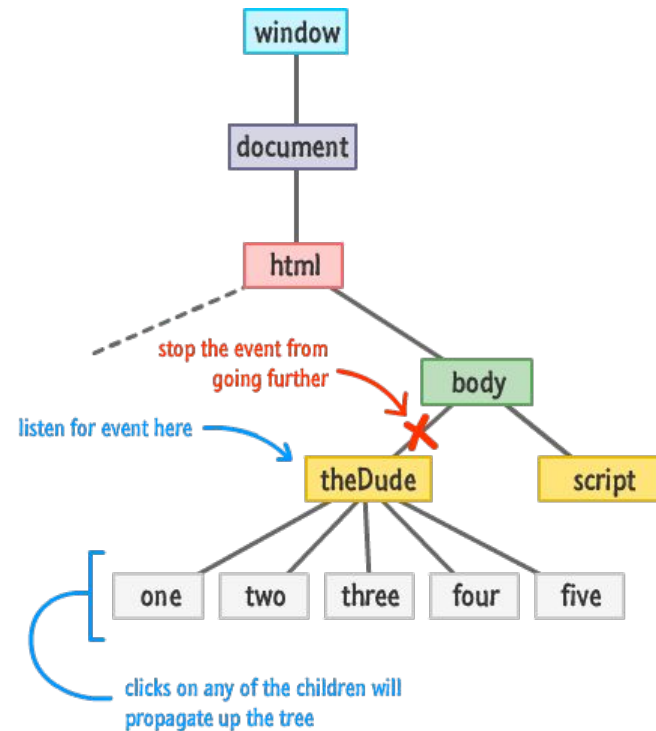 window
document
html
stop the event from
going further
body
listen for event here
theDude
script
one
two
three
four
five
clicks on any of the children will
propagate up the tree